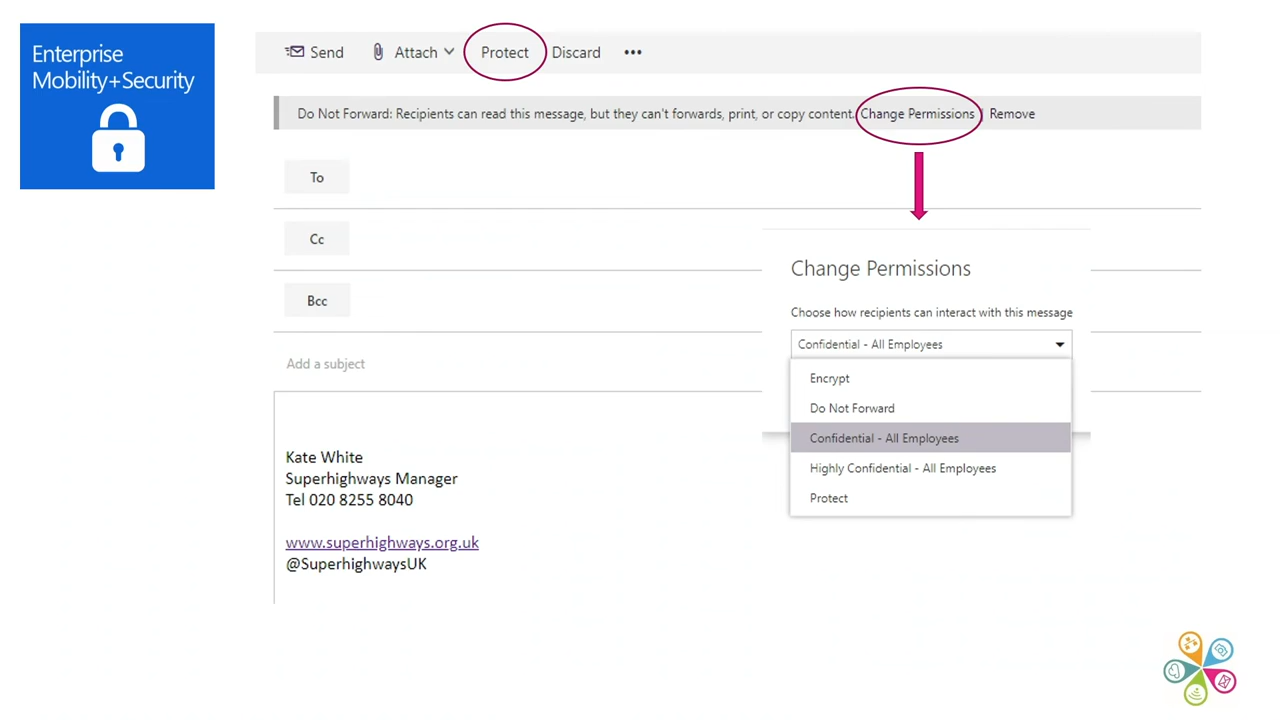 Enterprise
Mobility+Security
Send Attach Protect Discard •••
Do Not Forward: Recipients can read this message, but they can't forwards, print, or copy content. Change Permissions | Remove
To
Cc
Bcc
Add a subject
Kate White
Superhighways Manager
Tel 020 8255 8040
www.superhighways.org.uk
@SuperhighwaysUK
Change Permissions
Choose how recipients can interact with this message
Confidential - All Employees
Encrypt
Do Not Forward
Confidential - All Employees
Highly Confidential - All Employees
Protect